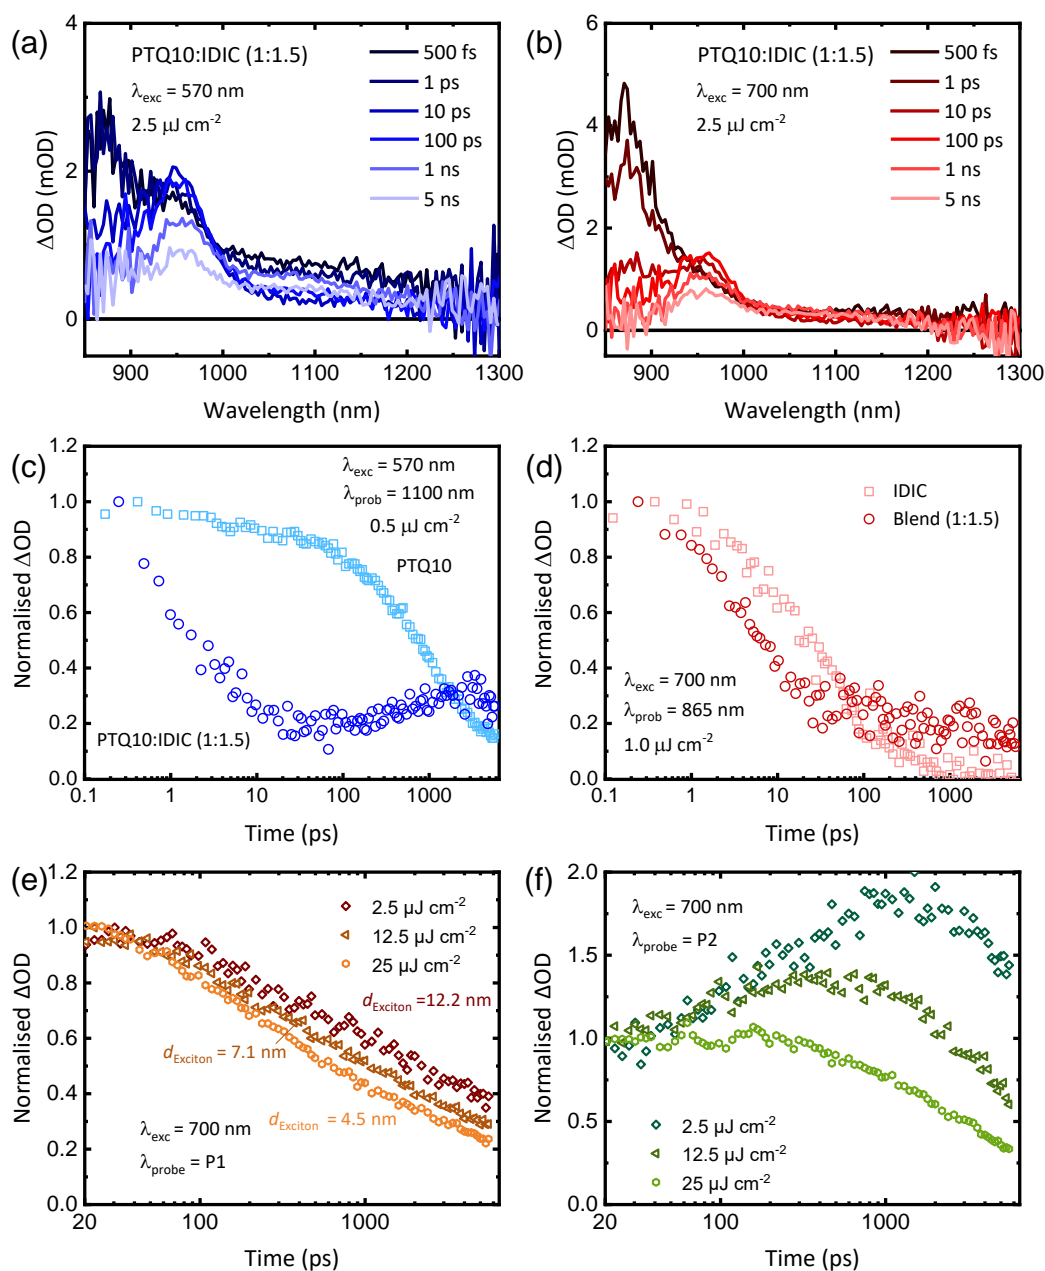 (a)
PTQ10:IDIC (1:1.5)
λexc = 570 nm
2.5 μJ cm-2
500 fs
1 ps
10 ps
100 ps
1 ns
5 ns
ΔOD (mOD)
0
2
4
900
1000
1100
1200
1300
Wavelength (nm)
(b)
PTQ10:IDIC (1:1.5)
λexc = 700 nm
2.5 μJ cm-2
500 fs
1 ps
10 ps
100 ps
1 ns
5 ns
ΔOD (mOD)
0
2
4
6
900
1000
1100
1200
1300
Wavelength (nm)
(c)
λexc = 570 nm
λprob = 1100 nm
0.5 μJ cm-2
PTQ10
PTQ10:IDIC (1:1.5)
Normalised ΔOD
0.0
0.2
0.4
0.6
0.8
1.0
1.2
0.1
1
10
100
1000
Time (ps)
(d)
IDIC
Blend (1:1.5)
λexc = 700 nm
λprob = 865 nm
1.0 μJ cm-2
Normalised ΔOD
0.0
0.2
0.4
0.6
0.8
1.0
1.2
0.1
1
10
100
1000
Time (ps)
(e)
2.5 μJ cm-2
12.5 μJ cm-2
25 μJ cm-2
dExciton =12.2 nm
dExciton = 7.1 nm
dExciton = 4.5 nm
λexc = 700 nm
λprobe = P1
Normalised ΔOD
0.0
0.2
0.4
0.6
0.8
1.0
1.2
20
100
1000
Time (ps)
(f)
λexc = 700 nm
λprobe = P2
2.5 μJ cm-2
12.5 μJ cm-2
25 μJ cm-2
Normalised ΔOD
0.0
0.5
1.0
1.5
2.0
20
100
1000
Time (ps)